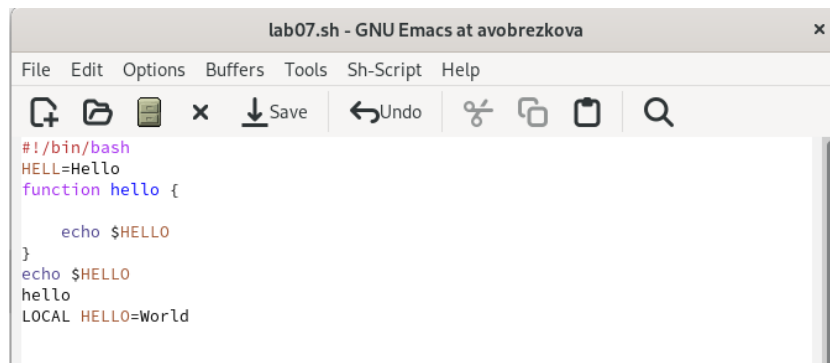 lab07.sh - GNU Emacs at avobrezkova ×
File Edit Options Buffers Tools Sh-Script Help
Save Undo
#!/bin/bash
HELL=Hello
function hello {
echo $HELLO
}
echo $HELLO
hello
LOCAL HELLO=World